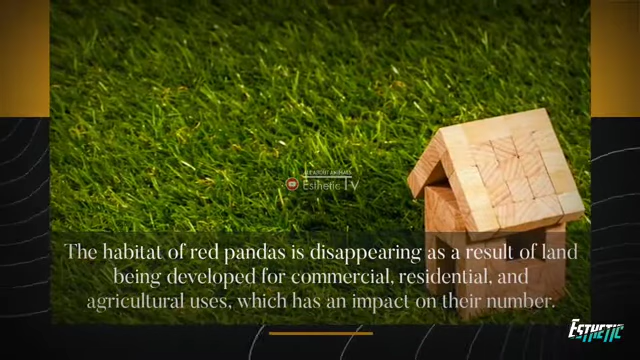 Esthetic TV
The habitat of red pandas is disappearing as a result of land
being developed for commercial, residential, and
agricultural uses, which has an impact on their number.
ESTHETIC